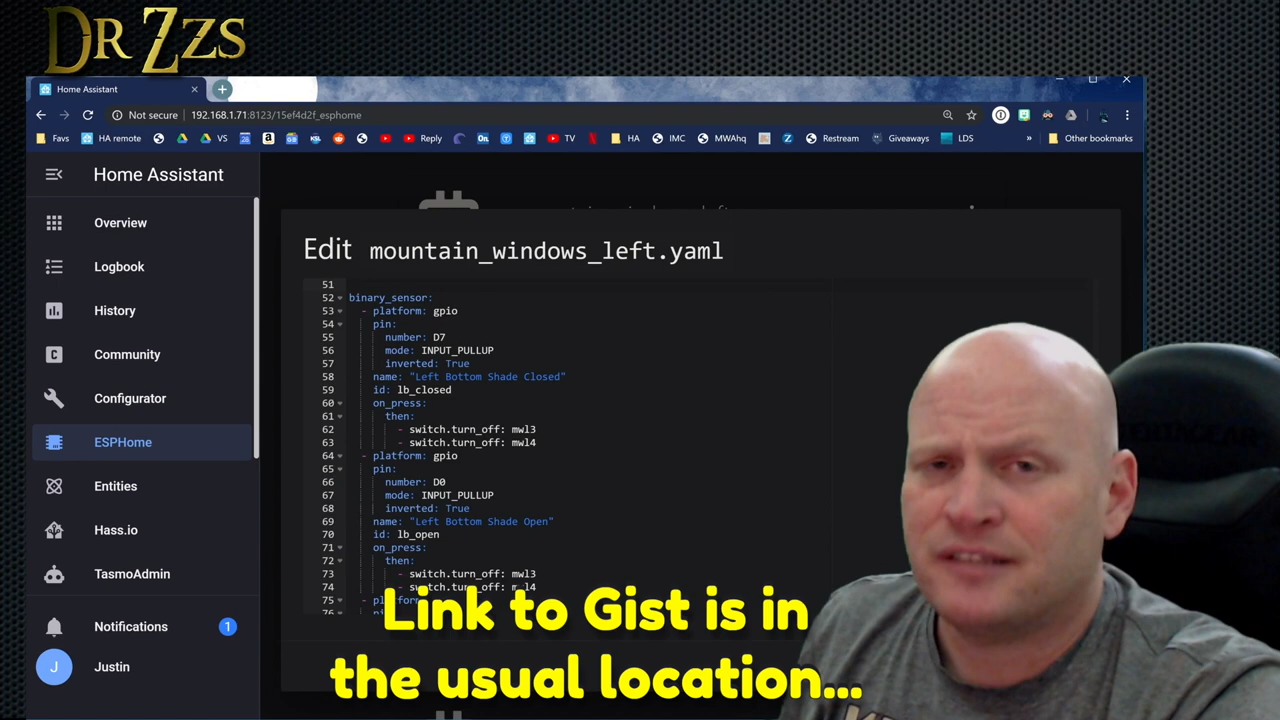 DR ZZS
Home Assistant
Not secure 192.168.1.71:8123/15ef4d2f_esphome
Favs HA remote VS Reply TV HA IMC MWAhq Restream Giveaways LDS » Other bookmarks
Home Assistant
Overview
Logbook
History
Community
Configurator
ESPHome
Entities
Hass.io
TasmoAdmin
Notifications 1
J Justin
Edit mountain_windows_left.yaml
51
52 binary_sensor:
53 - platform: gpio
54 pin:
55 number: D7
56 mode: INPUT_PULLUP
57 inverted: True
58 name: "Left Bottom Shade Closed"
59 id: lb_closed
60 on_press:
61 then:
62 - switch.turn_off: mwl3
63 - switch.turn_off: mwl4
64 - platform: gpio
65 pin:
66 number: D0
67 mode: INPUT_PULLUP
68 inverted: True
69 name: "Left Bottom Shade Open"
70 id: lb_open
71 on_press:
72 then:
73 - switch.turn_off: mwl3
74 - switch.turn_off: mwl4
75
76
Link to Gist is in
the usual location...